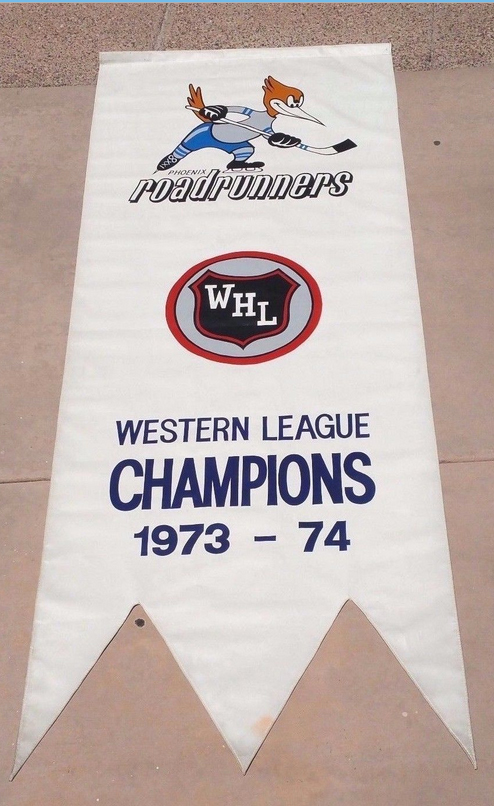 PHOENIX
roadrunners
WHL
WESTERN LEAGUE
CHAMPIONS
1973 - 74